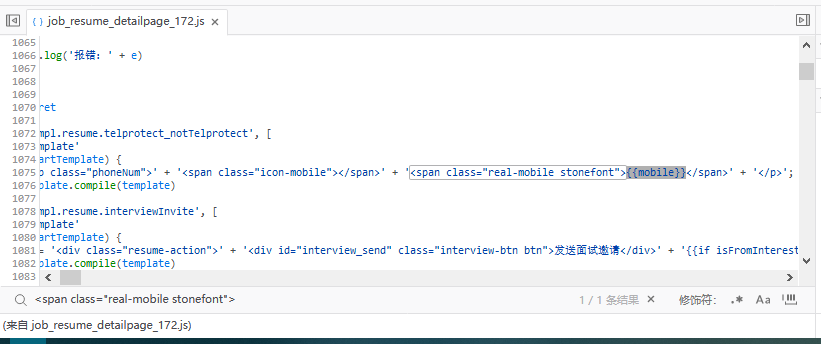 { } job_resume_detailpage_172.js ×
1065
1066 .log('报错：' + e)
1067
1068
1069
1070 ret
1071
1072 mpl.resume.telprotect_notTelprotect', [
1073 mplate'
1074 artTemplate) {
1075 p class="phoneNum">' + '<span class="icon-mobile"></span>' + '<span class="real-mobile stonefont">{{mobile}}</span>' + '</p>';
1076 plate.compile(template)
1077
1078 mpl.resume.interviewInvite', [
1079 mplate'
1080 artTemplate) {
1081 = '<div class="resume-action">' + '<div id="interview_send" class="interview-btn btn">发送面试邀请</div>' + '{{if isFromInterest
1082 plate.compile(template)
1083
<span class="real-mobile stonefont"> 1 / 1 条结果 × 修饰符： .* Aa
(来自 job_resume_detailpage_172.js)